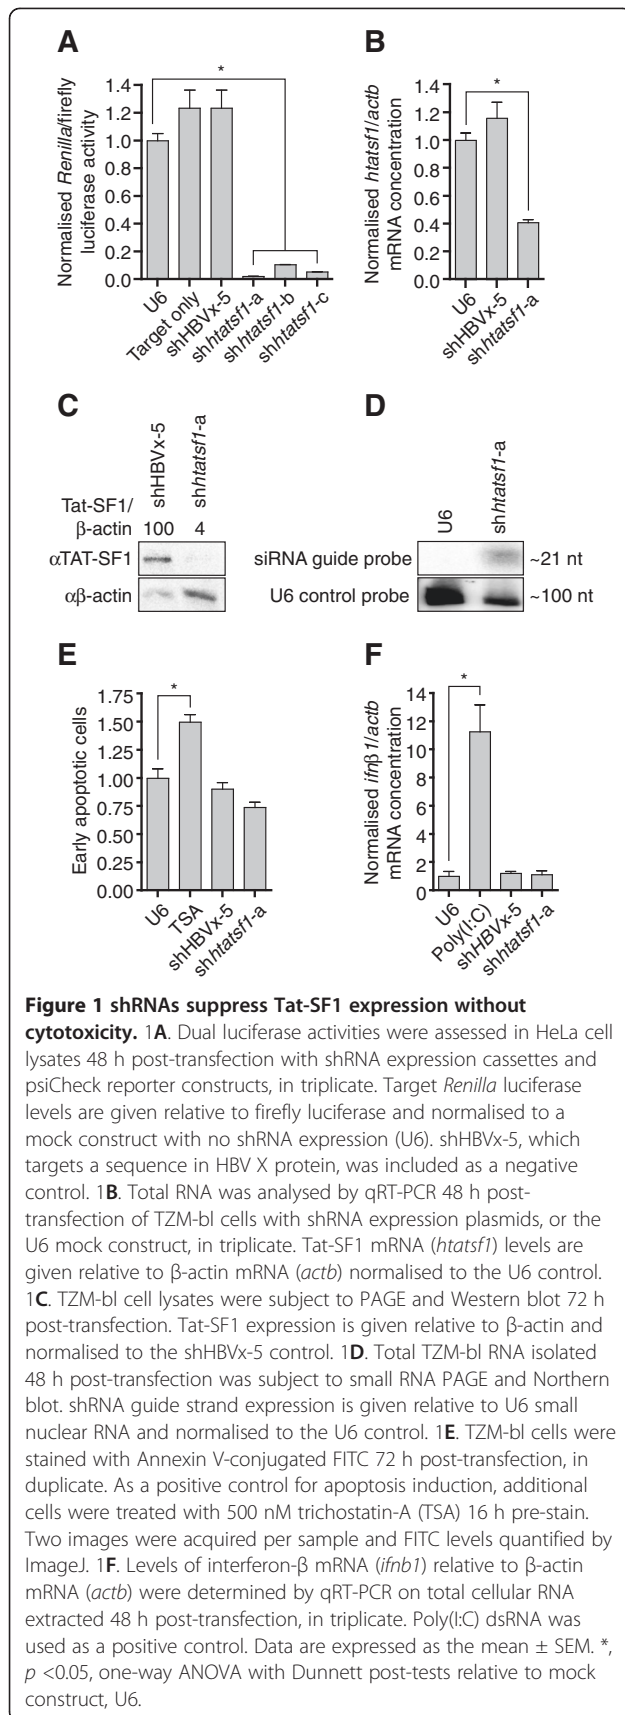 A
Normalised Renilla/firefly
luciferase activity
1.4
1.2
1.0
0.8
0.6
0.4
0.2
0.0
*
U6
Target only
shHBVx-5
shhtatsf1-a
shhtatsf1-b
shhtatsf1-c
B
Normalised htatsf1/actb
mRNA concentration
1.4
1.2
1.0
0.8
0.6
0.4
0.2
0.0
*
U6
shHBVx-5
shhtatsf1-a
C
shHBVx-5
shhtatsf1-a
Tat-SF1/
β-actin 100 4
αTAT-SF1
αβ-actin
D
U6
shhtatsf1-a
siRNA guide probe ~21 nt
U6 control probe ~100 nt
E
Early apoptotic cells
1.75
1.50
1.25
1.00
0.75
0.50
0.25
0.00
*
U6
TSA
shHBVx-5
shhtatsf1-a
F
Normalised ifnβ1/actb
mRNA concentration
14
12
10
8
6
4
2
0
*
U6
Poly(I:C)
shHBVx-5
shhtatsf1-a
Figure 1 shRNAs suppress Tat-SF1 expression without
cytotoxicity. 1A. Dual luciferase activities were assessed in HeLa cell
lysates 48 h post-transfection with shRNA expression cassettes and
psiCheck reporter constructs, in triplicate. Target Renilla luciferase
levels are given relative to firefly luciferase and normalised to a
mock construct with no shRNA expression (U6). shHBVx-5, which
targets a sequence in HBV X protein, was included as a negative
control. 1B. Total RNA was analysed by qRT-PCR 48 h post-
transfection of TZM-bl cells with shRNA expression plasmids, or the
U6 mock construct, in triplicate. Tat-SF1 mRNA (htatsf1) levels are
given relative to β-actin mRNA (actb) normalised to the U6 control.
1C. TZM-bl cell lysates were subject to PAGE and Western blot 72 h
post-transfection. Tat-SF1 expression is given relative to β-actin and
normalised to the shHBVx-5 control. 1D. Total TZM-bl RNA isolated
48 h post-transfection was subject to small RNA PAGE and Northern
blot. shRNA guide strand expression is given relative to U6 small
nuclear RNA and normalised to the U6 control. 1E. TZM-bl cells were
stained with Annexin V-conjugated FITC 72 h post-transfection, in
duplicate. As a positive control for apoptosis induction, additional
cells were treated with 500 nM trichostatin-A (TSA) 16 h pre-stain.
Two images were acquired per sample and FITC levels quantified by
ImageJ. 1F. Levels of interferon-β mRNA (ifnb1) relative to β-actin
mRNA (actb) were determined by qRT-PCR on total cellular RNA
extracted 48 h post-transfection, in triplicate. Poly(I:C) dsRNA was
used as a positive control. Data are expressed as the mean ± SEM. *,
p <0.05, one-way ANOVA with Dunnett post-tests relative to mock
construct, U6.